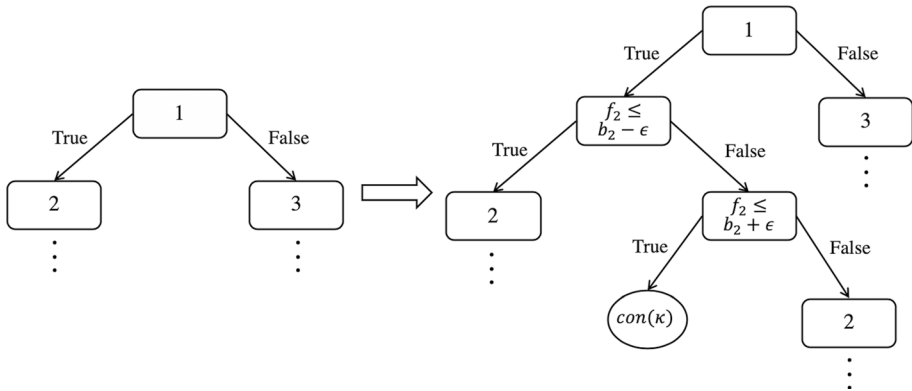 1
True
False
2
3
1
True
False
f₂ ≤
b₂ − ϵ
3
True
False
2
f₂ ≤
b₂ + ϵ
True
False
con(κ)
2